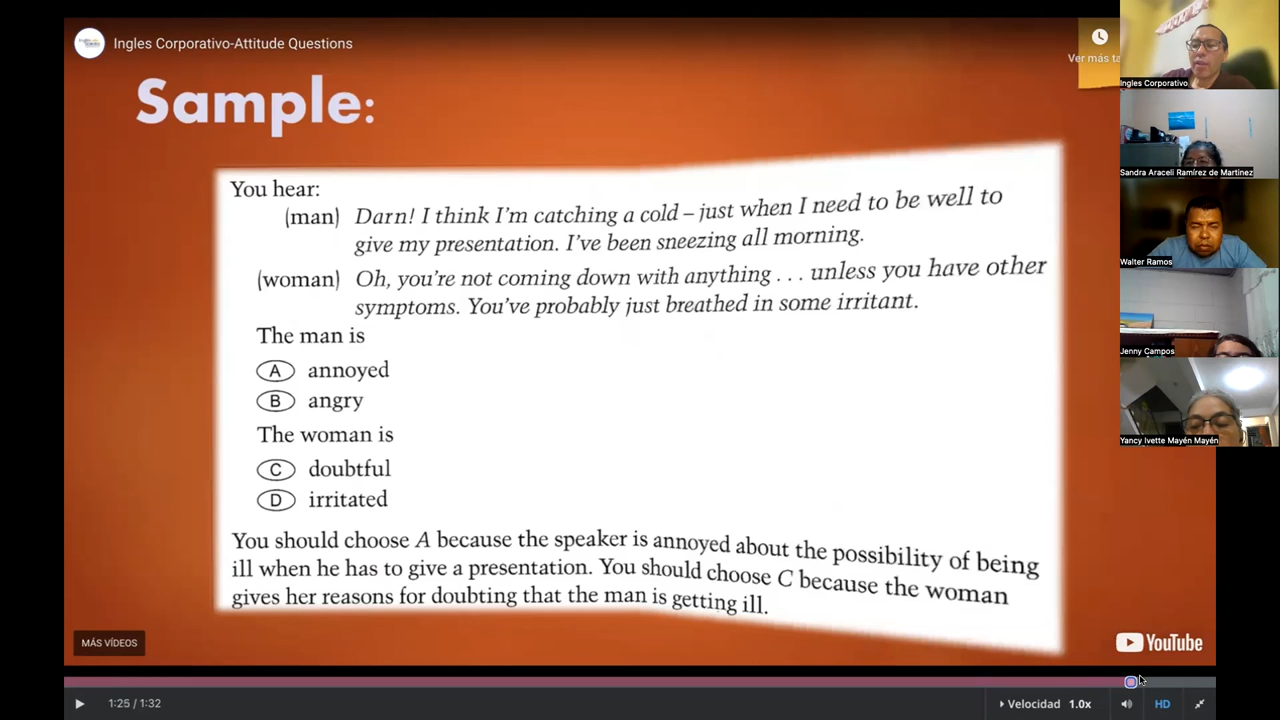 Ingles Corporativo-Attitude Questions
Ver más ta
Sample:
You hear:
(man) Darn! I think I'm catching a cold – just when I need to be well to
give my presentation. I've been sneezing all morning.
(woman) Oh, you're not coming down with anything . . . unless you have other
symptoms. You've probably just breathed in some irritant.
The man is
A annoyed
B angry
The woman is
C doubtful
D irritated
You should choose A because the speaker is annoyed about the possibility of being
ill when he has to give a presentation. You should choose C because the woman
gives her reasons for doubting that the man is getting ill.
MÁS VÍDEOS
YouTube
1:25 / 1:32
Velocidad 1.0x
HD
Ingles Corporativo
Sandra Araceli Ramírez de Martínez
Walter Ramos
Jenny Campos
Yancy Ivette Mayén Mayén